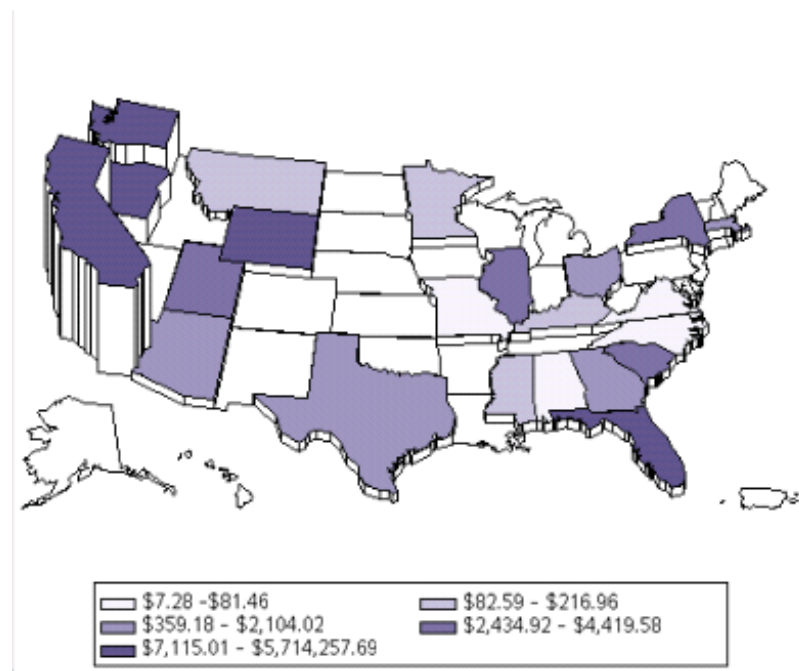 $7.28 -$81.46
$82.59 - $216.96
$359.18 - $2,104.02
$2,434.92 - $4,419.58
$7,115.01 - $5,714,257.69